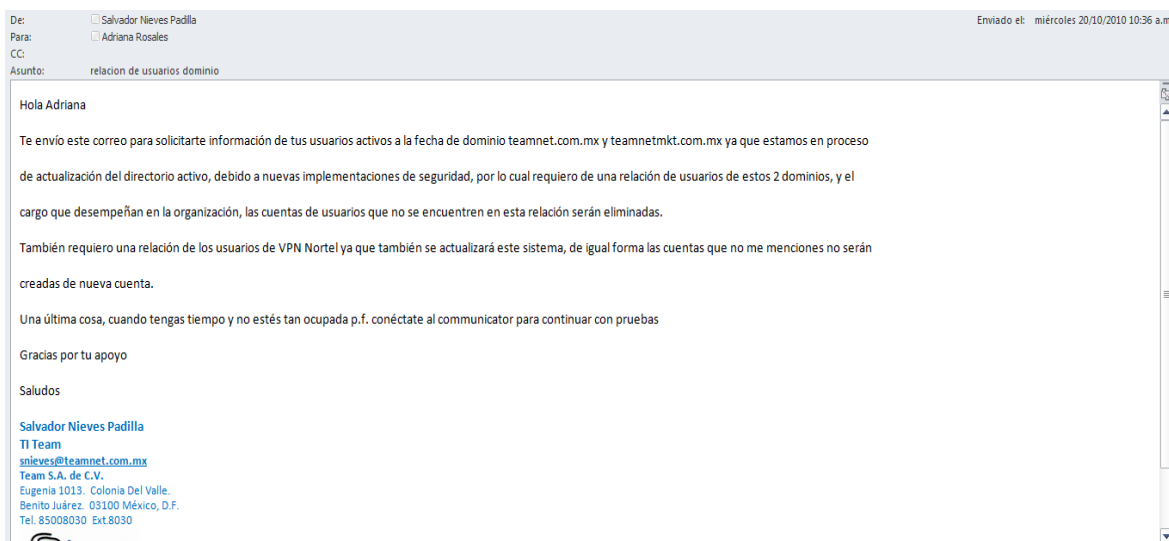 De: Salvador Nieves Padilla Enviado el: miércoles 20/10/2010 10:36 a.m
Para: Adriana Rosales
CC:
Asunto: relacion de usuarios dominio
Hola Adriana
Te envío este correo para solicitarte información de tus usuarios activos a la fecha de dominio teamnet.com.mx y teamnetmkt.com.mx ya que estamos en proceso
de actualización del directorio activo, debido a nuevas implementaciones de seguridad, por lo cual requiero de una relación de usuarios de estos 2 dominios, y el
cargo que desempeñan en la organización, las cuentas de usuarios que no se encuentren en esta relación serán eliminadas.
También requiero una relación de los usuarios de VPN Nortel ya que también se actualizará este sistema, de igual forma las cuentas que no me menciones no serán
creadas de nueva cuenta.
Una última cosa, cuando tengas tiempo y no estés tan ocupada p.f. conéctate al communicator para continuar con pruebas
Gracias por tu apoyo
Saludos
Salvador Nieves Padilla
TI Team
snieves@teamnet.com.mx
Team S.A. de C.V.
Eugenia 1013. Colonia Del Valle.
Benito Juárez. 03100 México, D.F.
Tel. 85008030 Ext.8030